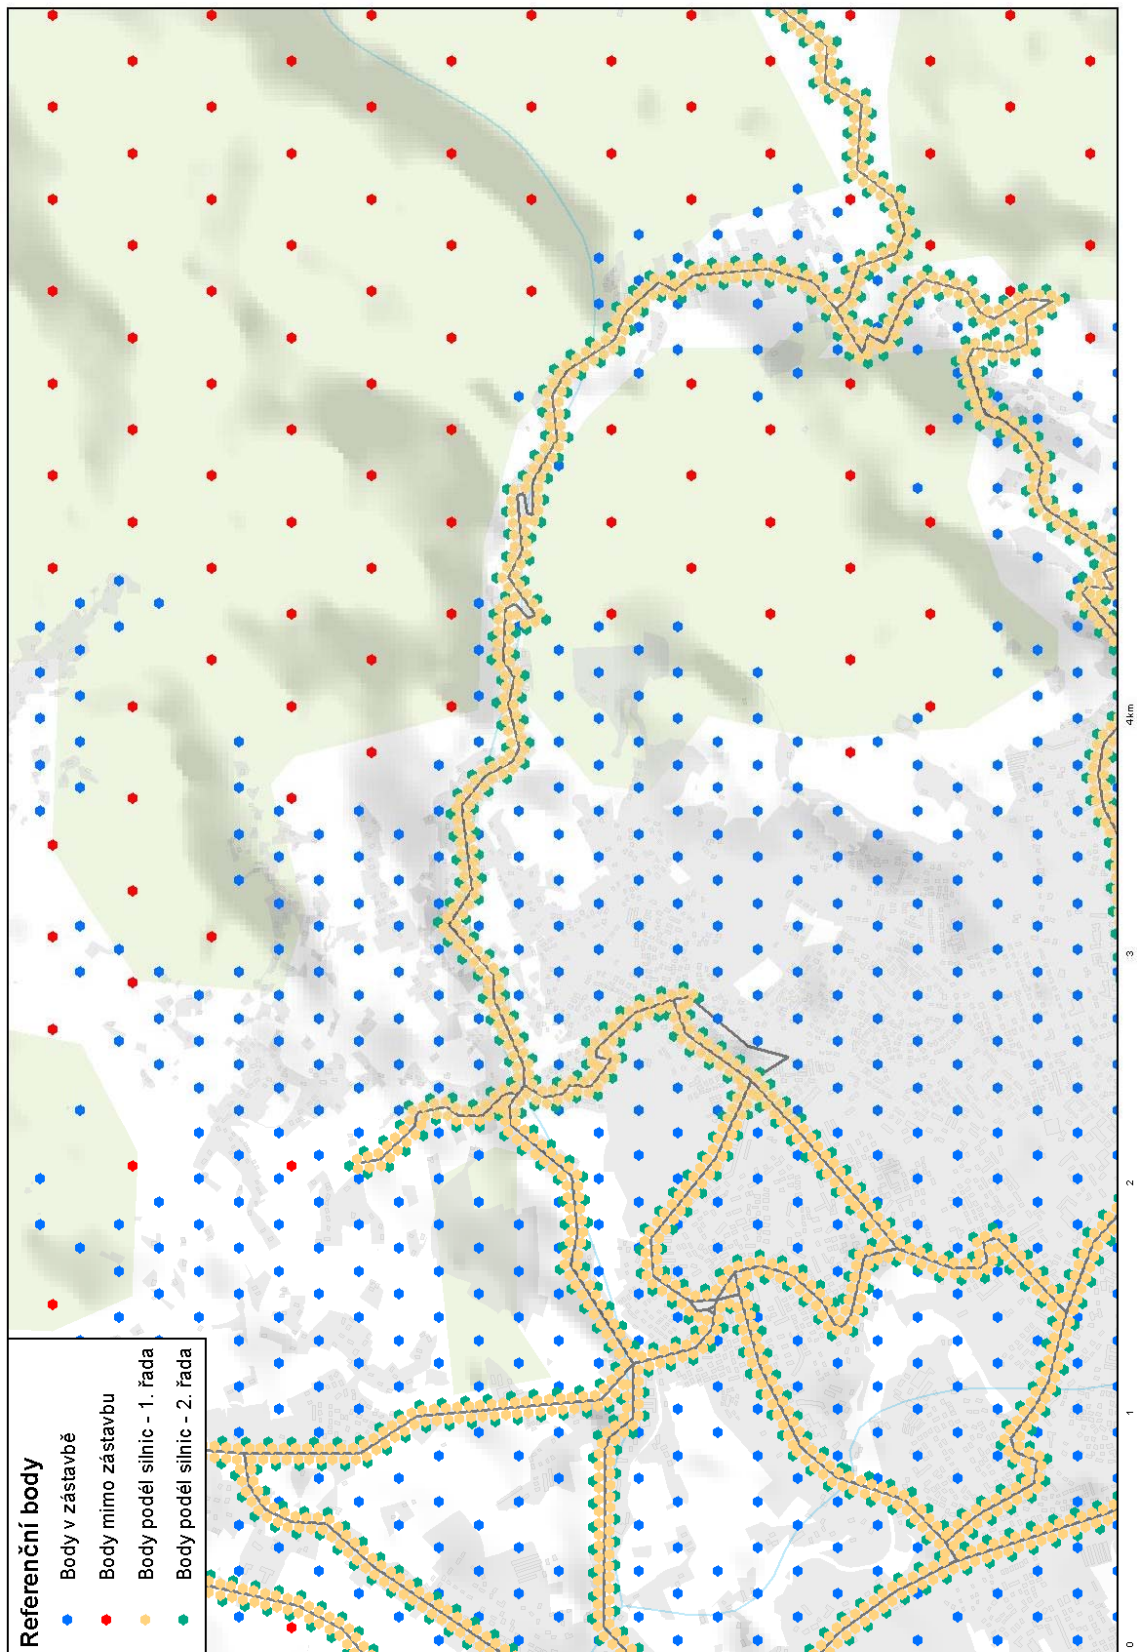 Referenční body
Body v zástavbě
Body mimo zástavbu
Body podél silnic - 1. řada
Body podél silnic - 2. řada
0
1
2
3
4km